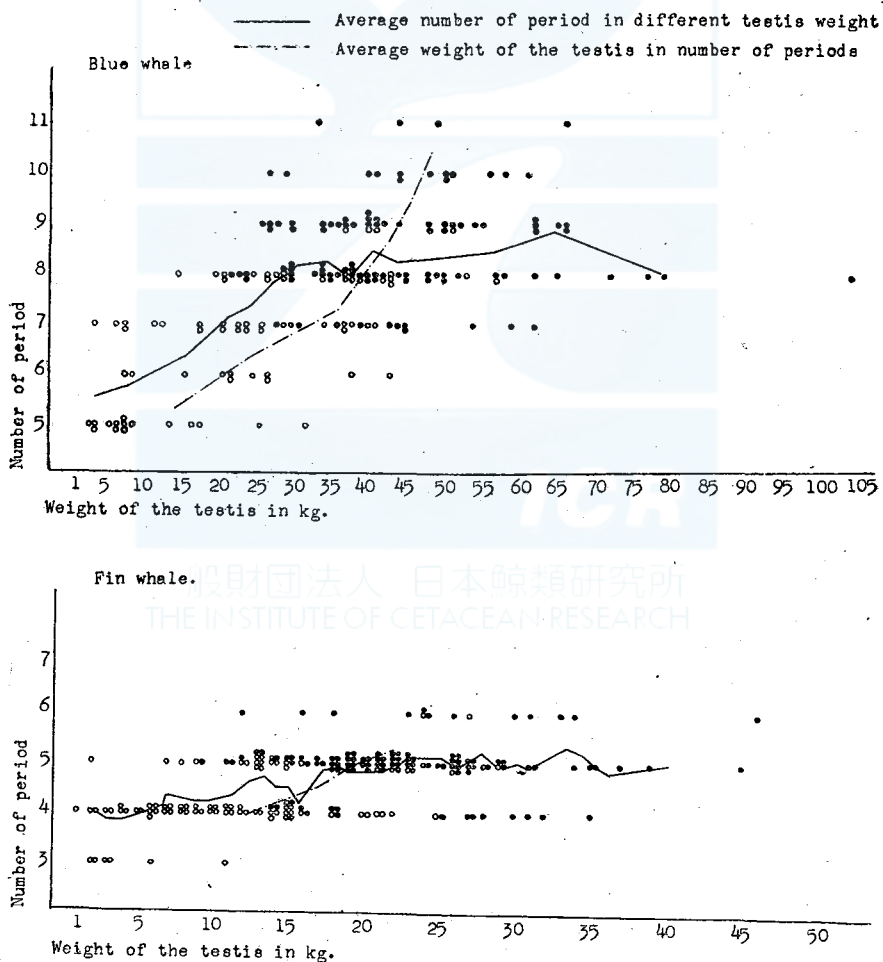 Average number of period in different testis weight
Average weight of the testis in number of periods
Blue whale
11
10
9
8
7
6
5
Number of period
1 5 10 15 20 25 30 35 40 45 50 55 60 65 70 75 80 85 90 95 100 105
Weight of the testis in kg.
ICR
般財団法人 日本鯨類研究所
THE INSTITUTE OF CETACEAN RESEARCH
Fin whale.
7
6
5
4
3
Number of period
1 5 10 15 20 25 30 35 40 45 50
Weight of the testis in kg.